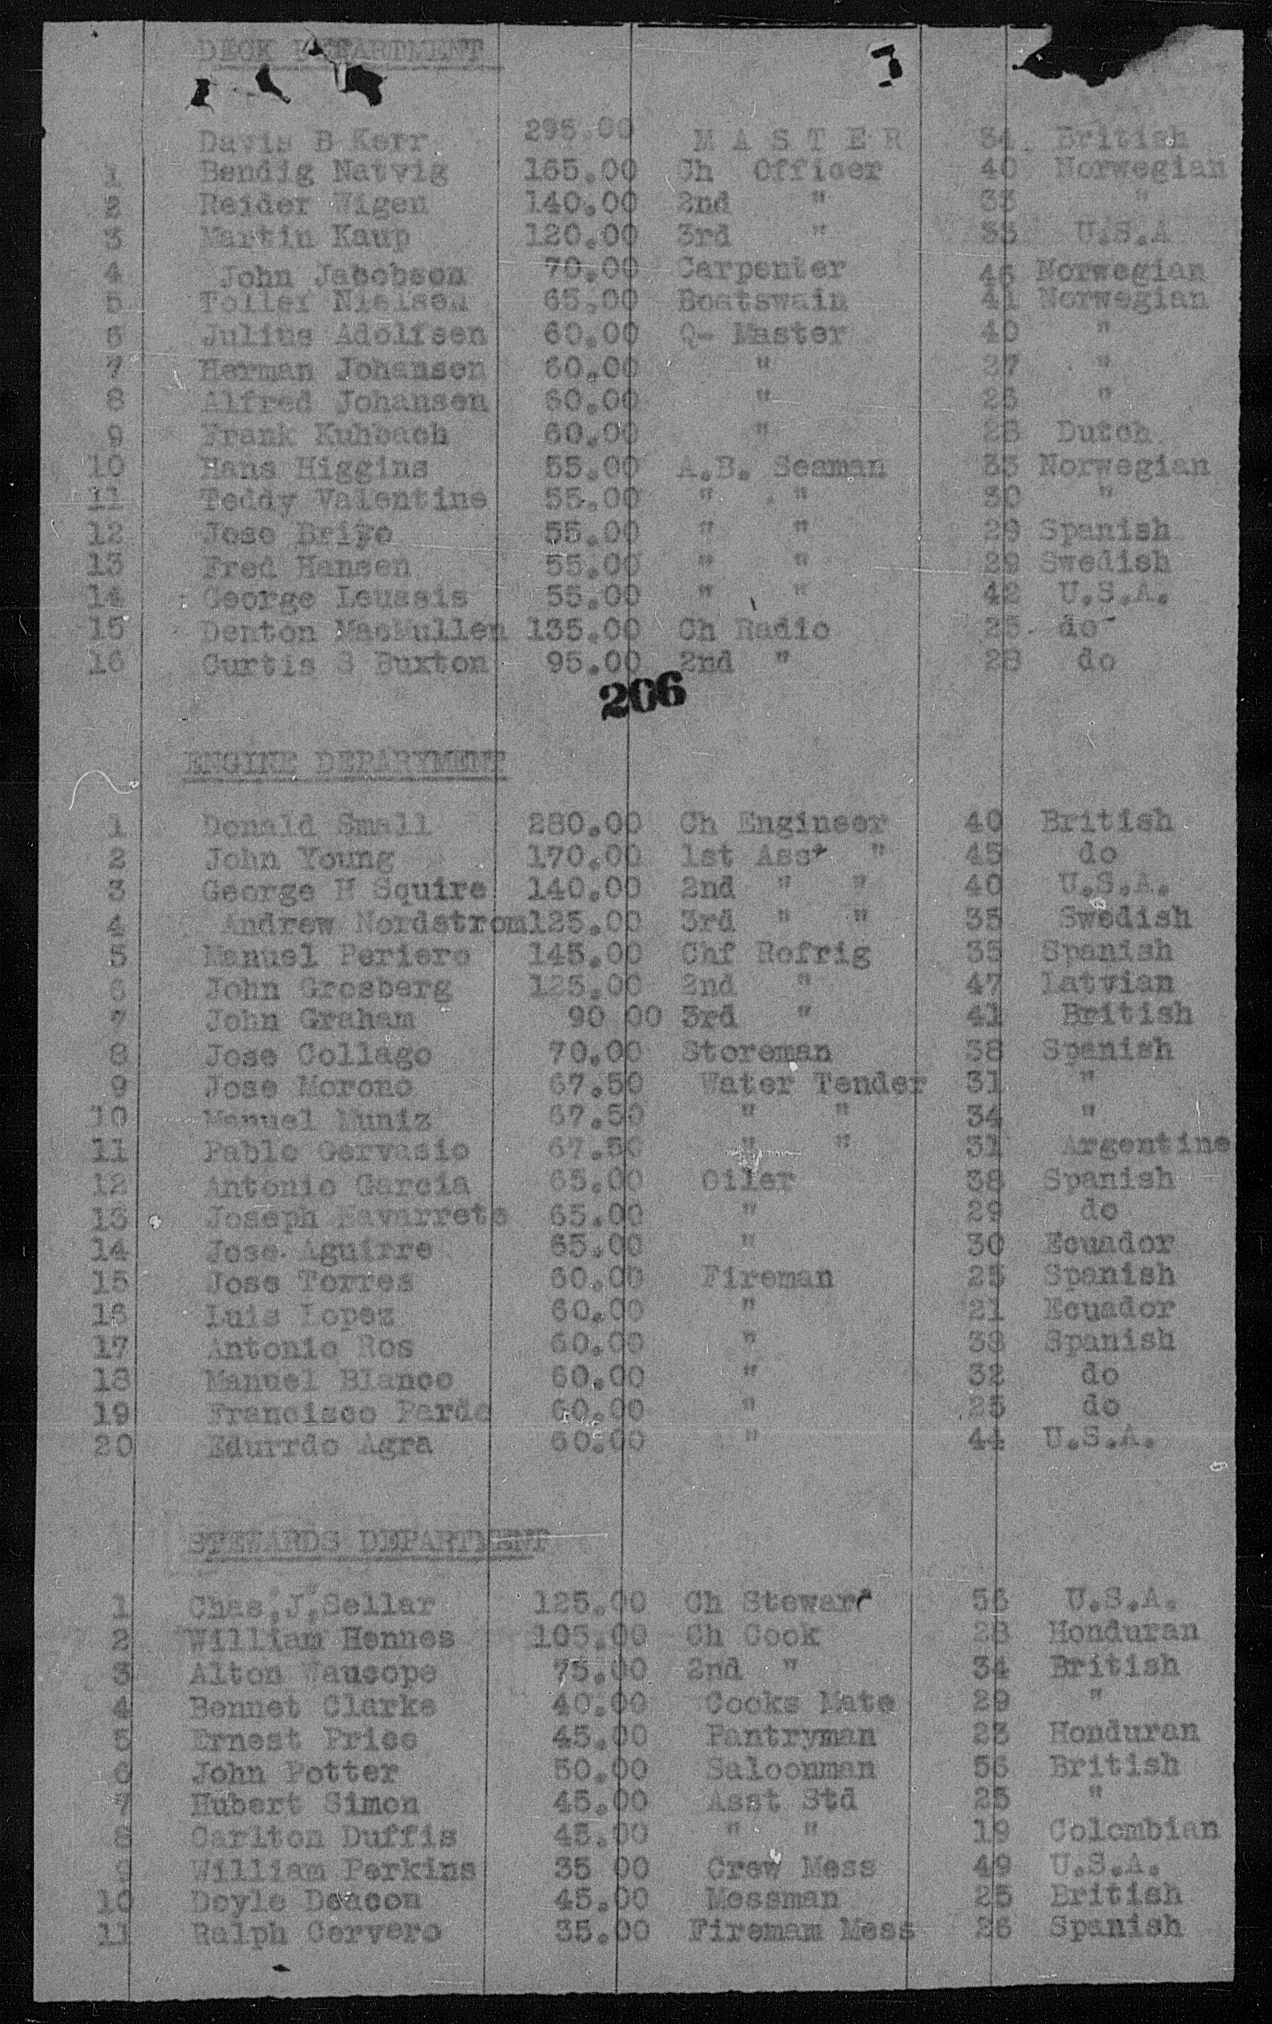 DECK DEPARTMENT
Davis B Kerr 295.00 M A S T E R 34 British
1 Bendig Natvig 165.00 Ch Officer 40 Norwegian
2 Reider Wigen 140.00 2nd " 33 "
3 Martin Kaup 120.00 3rd " 35 U.S.A
4 John Jacobsen 70.00 Carpenter 46 Norwegian
5 Tollef Nielsen 65.00 Boatswain 41 Norwegian
6 Julius Adolfsen 60.00 Q- Master 40 "
7 Herman Johansen 60.00 " 27 "
8 Alfred Johansen 60.00 " 26 "
9 Frank Kuhbach 60.00 " 28 Dutch
10 Hans Higgins 55.00 A.B. Seaman 35 Norwegian
11 Teddy Valentine 55.00 " " 30 "
12 Jose 55.00 " " 29 Spanish
13 Fred Hansen 55.00 " " 29 Swedish
14 George Leussis 55.00 " " 42 U.S.A.
15 Denton MacMullen 135.00 Ch Radio 25 do
16 Curtis S Buxton 95.00 2nd " 28 do
206
ENGINE DEPARYMENT
1 Donald Small 280.00 Ch Engineer 40 British
2 John Young 170.00 1st Asst " 45 do
3 George H Squire 140.00 2nd " " 40 U.S.A.
4 Andrew Nordstrom 125.00 3rd " " 35 Swedish
5 Manuel Periero 145.00 Chf Refrig 35 Spanish
6 John Grosberg 125.00 2nd " 47 Latvian
7 John Graham 90 00 3rd " 41 British
8 Jose Collago 70.00 Storeman 38 Spanish
9 Jose Morono 67.50 Water Tender 31 "
10 Manuel Muniz 67.50 " " 34 "
11 Pablo Gervasio 67.50 " " 31 Argentine
12 Antonio Garcia 65.00 Oiler 38 Spanish
13 Joseph Navarrete 65.00 " 29 do
14 Jose Aguirre 65.00 " 30 Ecuador
15 Jose Torres 60.00 Fireman 25 Spanish
16 Luis Lopez 60.00 " 21 Ecuador
17 Antonio Ros 60.00 " 38 Spanish
18 Manuel Blanco 60.00 " 32 do
19 Francisco Pardo 60.00 " 25 do
20 Edurrdo Agra 60.00 " 44 U.S.A.
STEWARDS DEPARTMENT
1 Chas,"J,"Sellar 125.00 Ch Steward 56 U.S.A.
2 William Hennes 105.00 Ch Cook 28 Honduran
3 Alton Waucope 75.00 2nd " 34 British
4 Bennet Clarke 40.00 Cooks Mate 29 "
5 Ernest Price 45.00 Pantryman 23 Honduran
6 John Potter 50.00 Saloonman 56 British
7 Hubert Simon 45.00 Asst Std 25 "
8 Carlton Duffis 45.00 " " 19 Colombian
9 William Perkins 35 00 Crew Mess 49 U.S.A.
10 Doyle Deacon 45.00 Messman 25 British
11 Ralph Cervero 35.00 Firemam Mess 26 Spanish